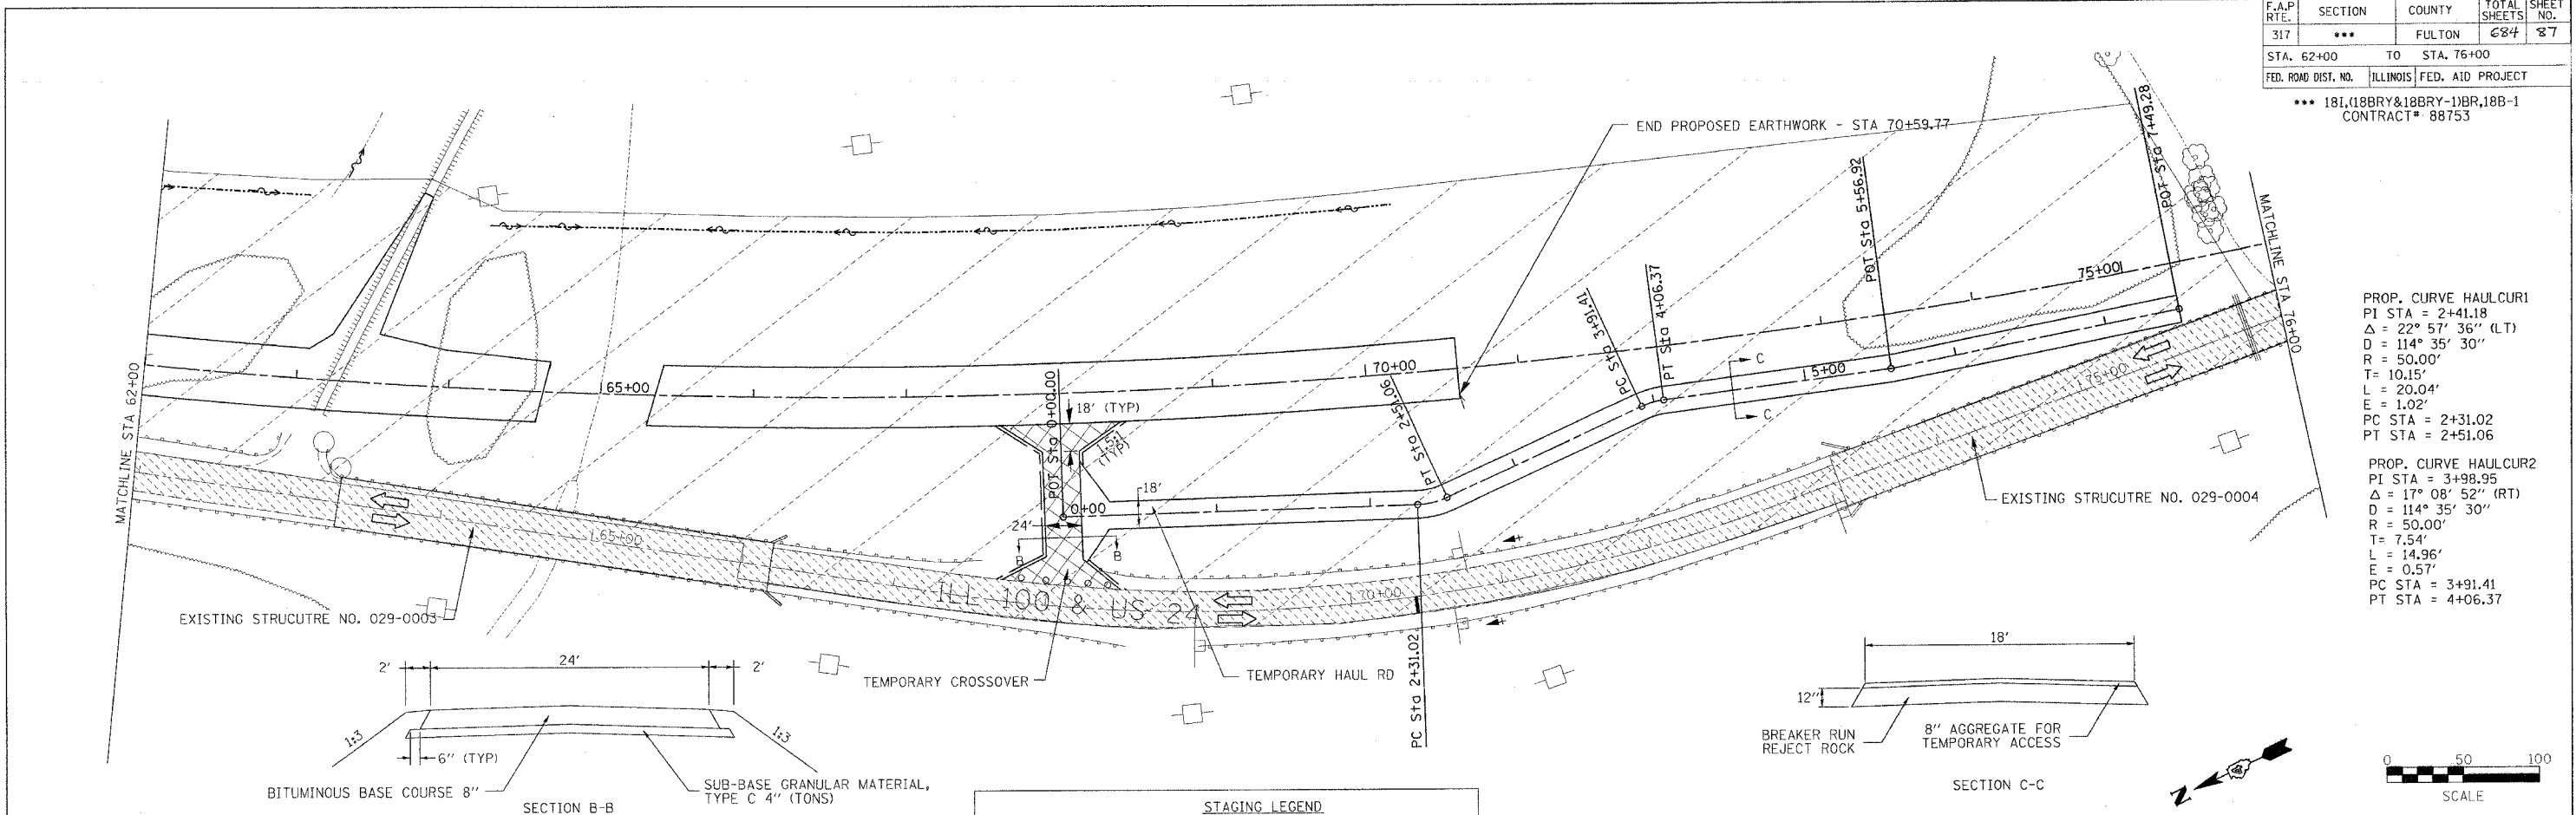 F.A.P RTE. SECTION COUNTY TOTAL SHEETS SHEET NO.
317 *** FULTON 684 87
STA. 62+00 TO STA. 76+00
FED. ROAD DIST. NO. ILLINOIS FED. AID PROJECT
*** 18I,(18BRY&18BRY-1)BR,18B-1
CONTRACT# 88753
END PROPOSED EARTHWORK - STA 70+59.77
POT Sta 7+49.28
POT Sta 5+56.92
PT Sta 4+06.37
PC Sta 3+91.41
PT Sta 2+51.06
PC Sta 2+31.02
POT Sta 0+00.00
MATCHLINE STA 62+00
MATCHLINE STA 76+00
65+00
70+00
75+00
0+00
5+00
C
C
18' (TYP)
1.5:1 (TYP)
18'
24'
B
B
65+00
70+00
75+00
ILL 100 & US 24
EXISTING STRUCUTRE NO. 029-0003
EXISTING STRUCUTRE NO. 029-0004
TEMPORARY CROSSOVER
TEMPORARY HAUL RD
PROP. CURVE HAULCUR1
PI STA = 2+41.18
Δ = 22° 57' 36" (LT)
D = 114° 35' 30"
R = 50.00'
T= 10.15'
L = 20.04'
E = 1.02'
PC STA = 2+31.02
PT STA = 2+51.06
PROP. CURVE HAULCUR2
PI STA = 3+98.95
Δ = 17° 08' 52" (RT)
D = 114° 35' 30"
R = 50.00'
T= 7.54'
L = 14.96'
E = 0.57'
PC STA = 3+91.41
PT STA = 4+06.37
2' 24' 2'
1:3
1:3
6" (TYP)
BITUMINOUS BASE COURSE 8"
SUB-BASE GRANULAR MATERIAL,
TYPE C 4" (TONS)
SECTION B-B
STAGING LEGEND
18'
12"
BREAKER RUN
REJECT ROCK
8" AGGREGATE FOR
TEMPORARY ACCESS
SECTION C-C
N
0 50 100
SCALE